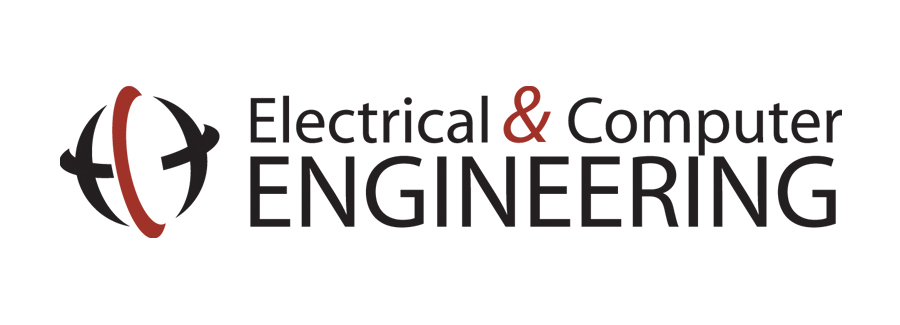 Electrical & Computer
ENGINEERING